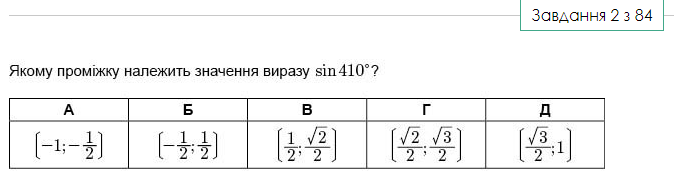 Завдання 2 з 84
Якому проміжку належить значення виразу sin 410°?
А Б В Г Д
(−1; −1/2) (−1/2; 1/2) (1/2; √2/2) (√2/2; √3/2) (√3/2; 1)